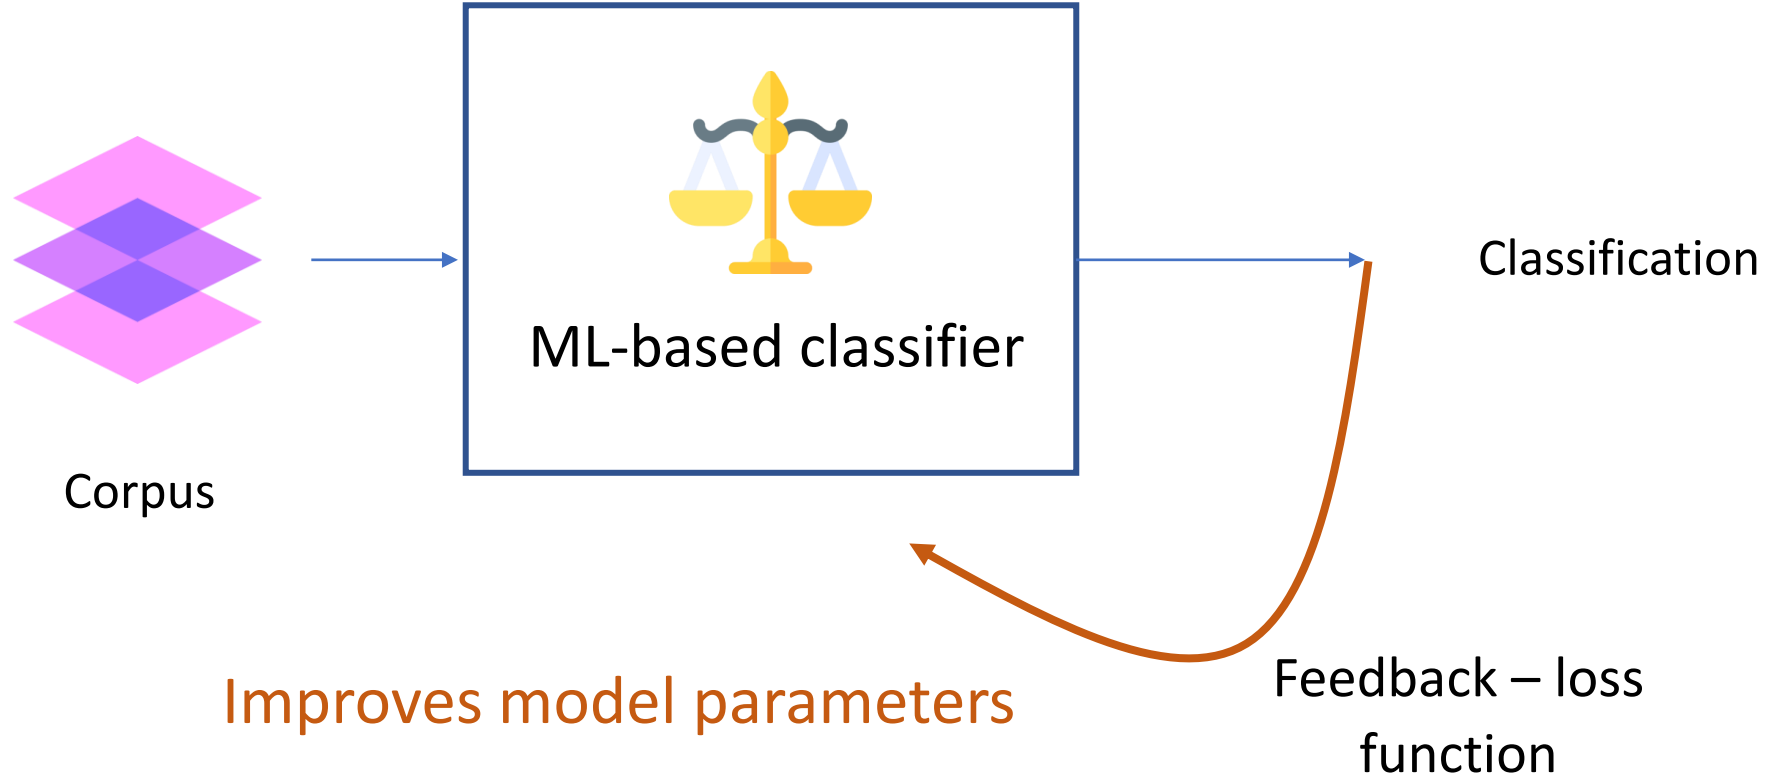 ML-based classifier
Classification
Corpus
Improves model parameters
Feedback – loss
function